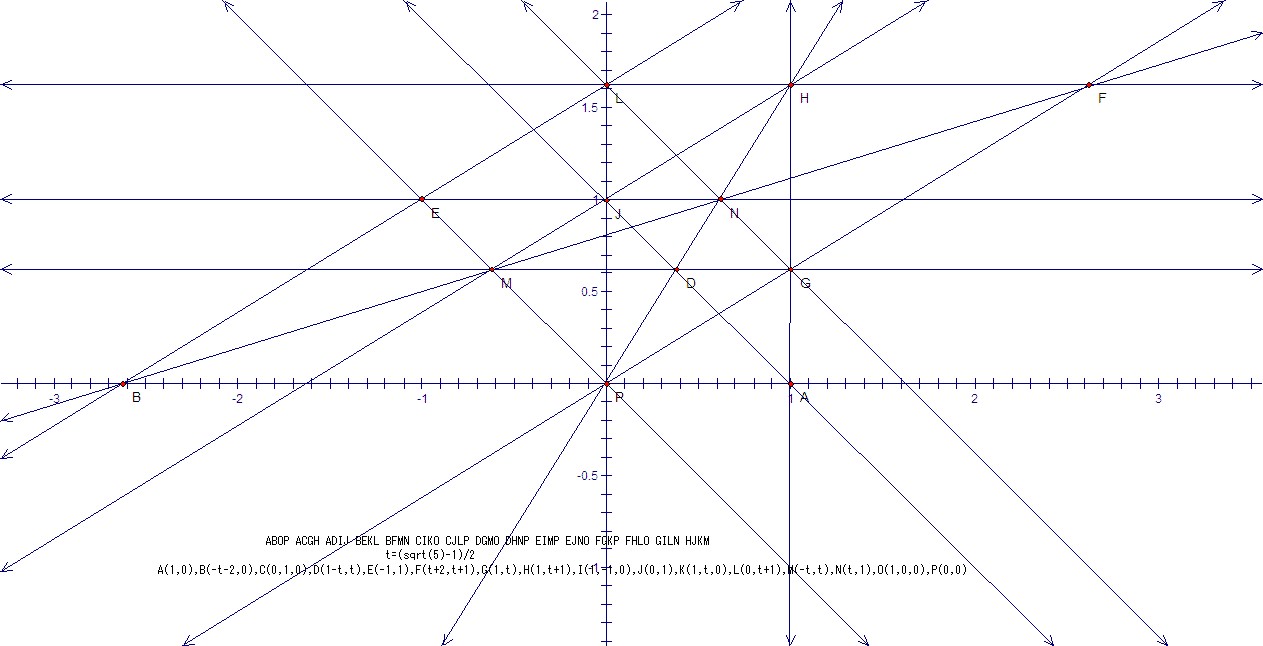 2
L H F
1.5
1
E J N
M D G
0.5
B P A
-3 -2 -1 1 2 3
-0.5
ABOP ACGH ADIJ BEKL BFMN CIKO CJLP DGMO DHNP EIMP EJNO FGKP FHLO GILN HJKM
t=(sqrt(5)-1)/2
-1
A(1,0),B(-t-2,0),C(0,1,0),D(1-t,t),E(-1,1),F(t+2,t+1),G(1,t),H(1,t+1),I(1,-1,0),J(0,1),K(1,t,0),L(0,t+1),M(-t,t),N(t,1),O(1,0,0),P(0,0)